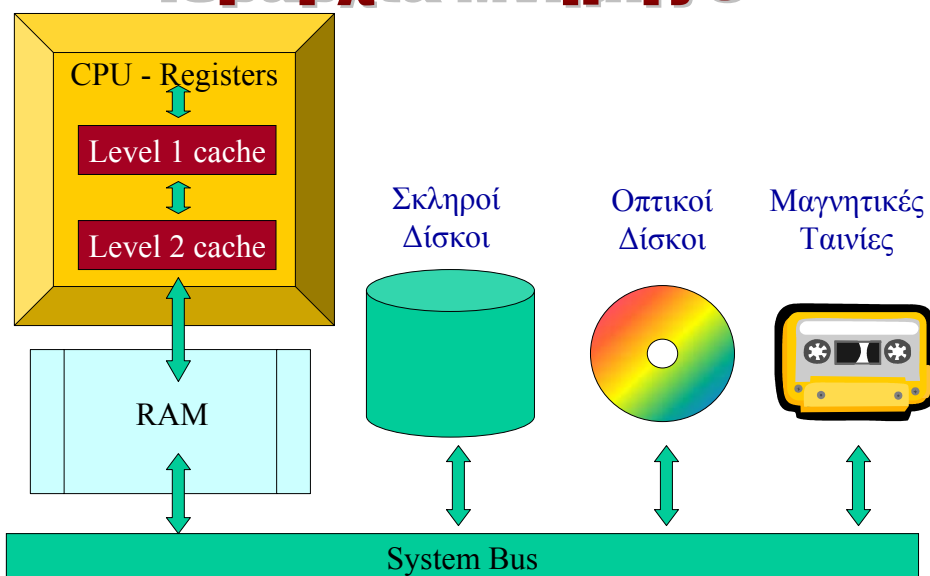 CPU - Registers
Level 1 cache
Level 2 cache
RAM
Σκληροί
Δίσκοι
Οπτικοί
Δίσκοι
Μαγνητικές
Ταινίες
System Bus